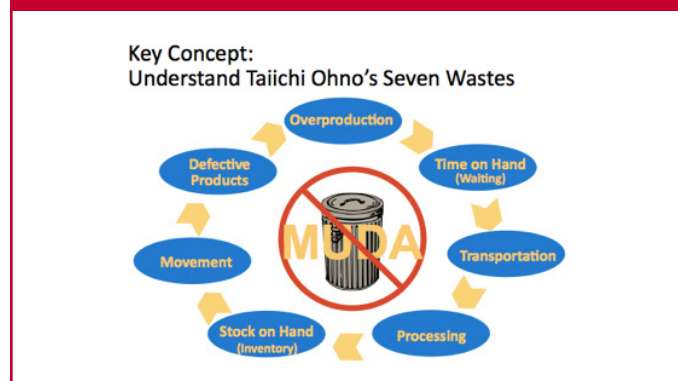 Key Concept:
Understand Taiichi Ohno's Seven Wastes
Overproduction
Time on Hand
(Waiting)
Transportation
Processing
Stock on Hand
(Inventory)
Movement
Defective
Products
MUDA